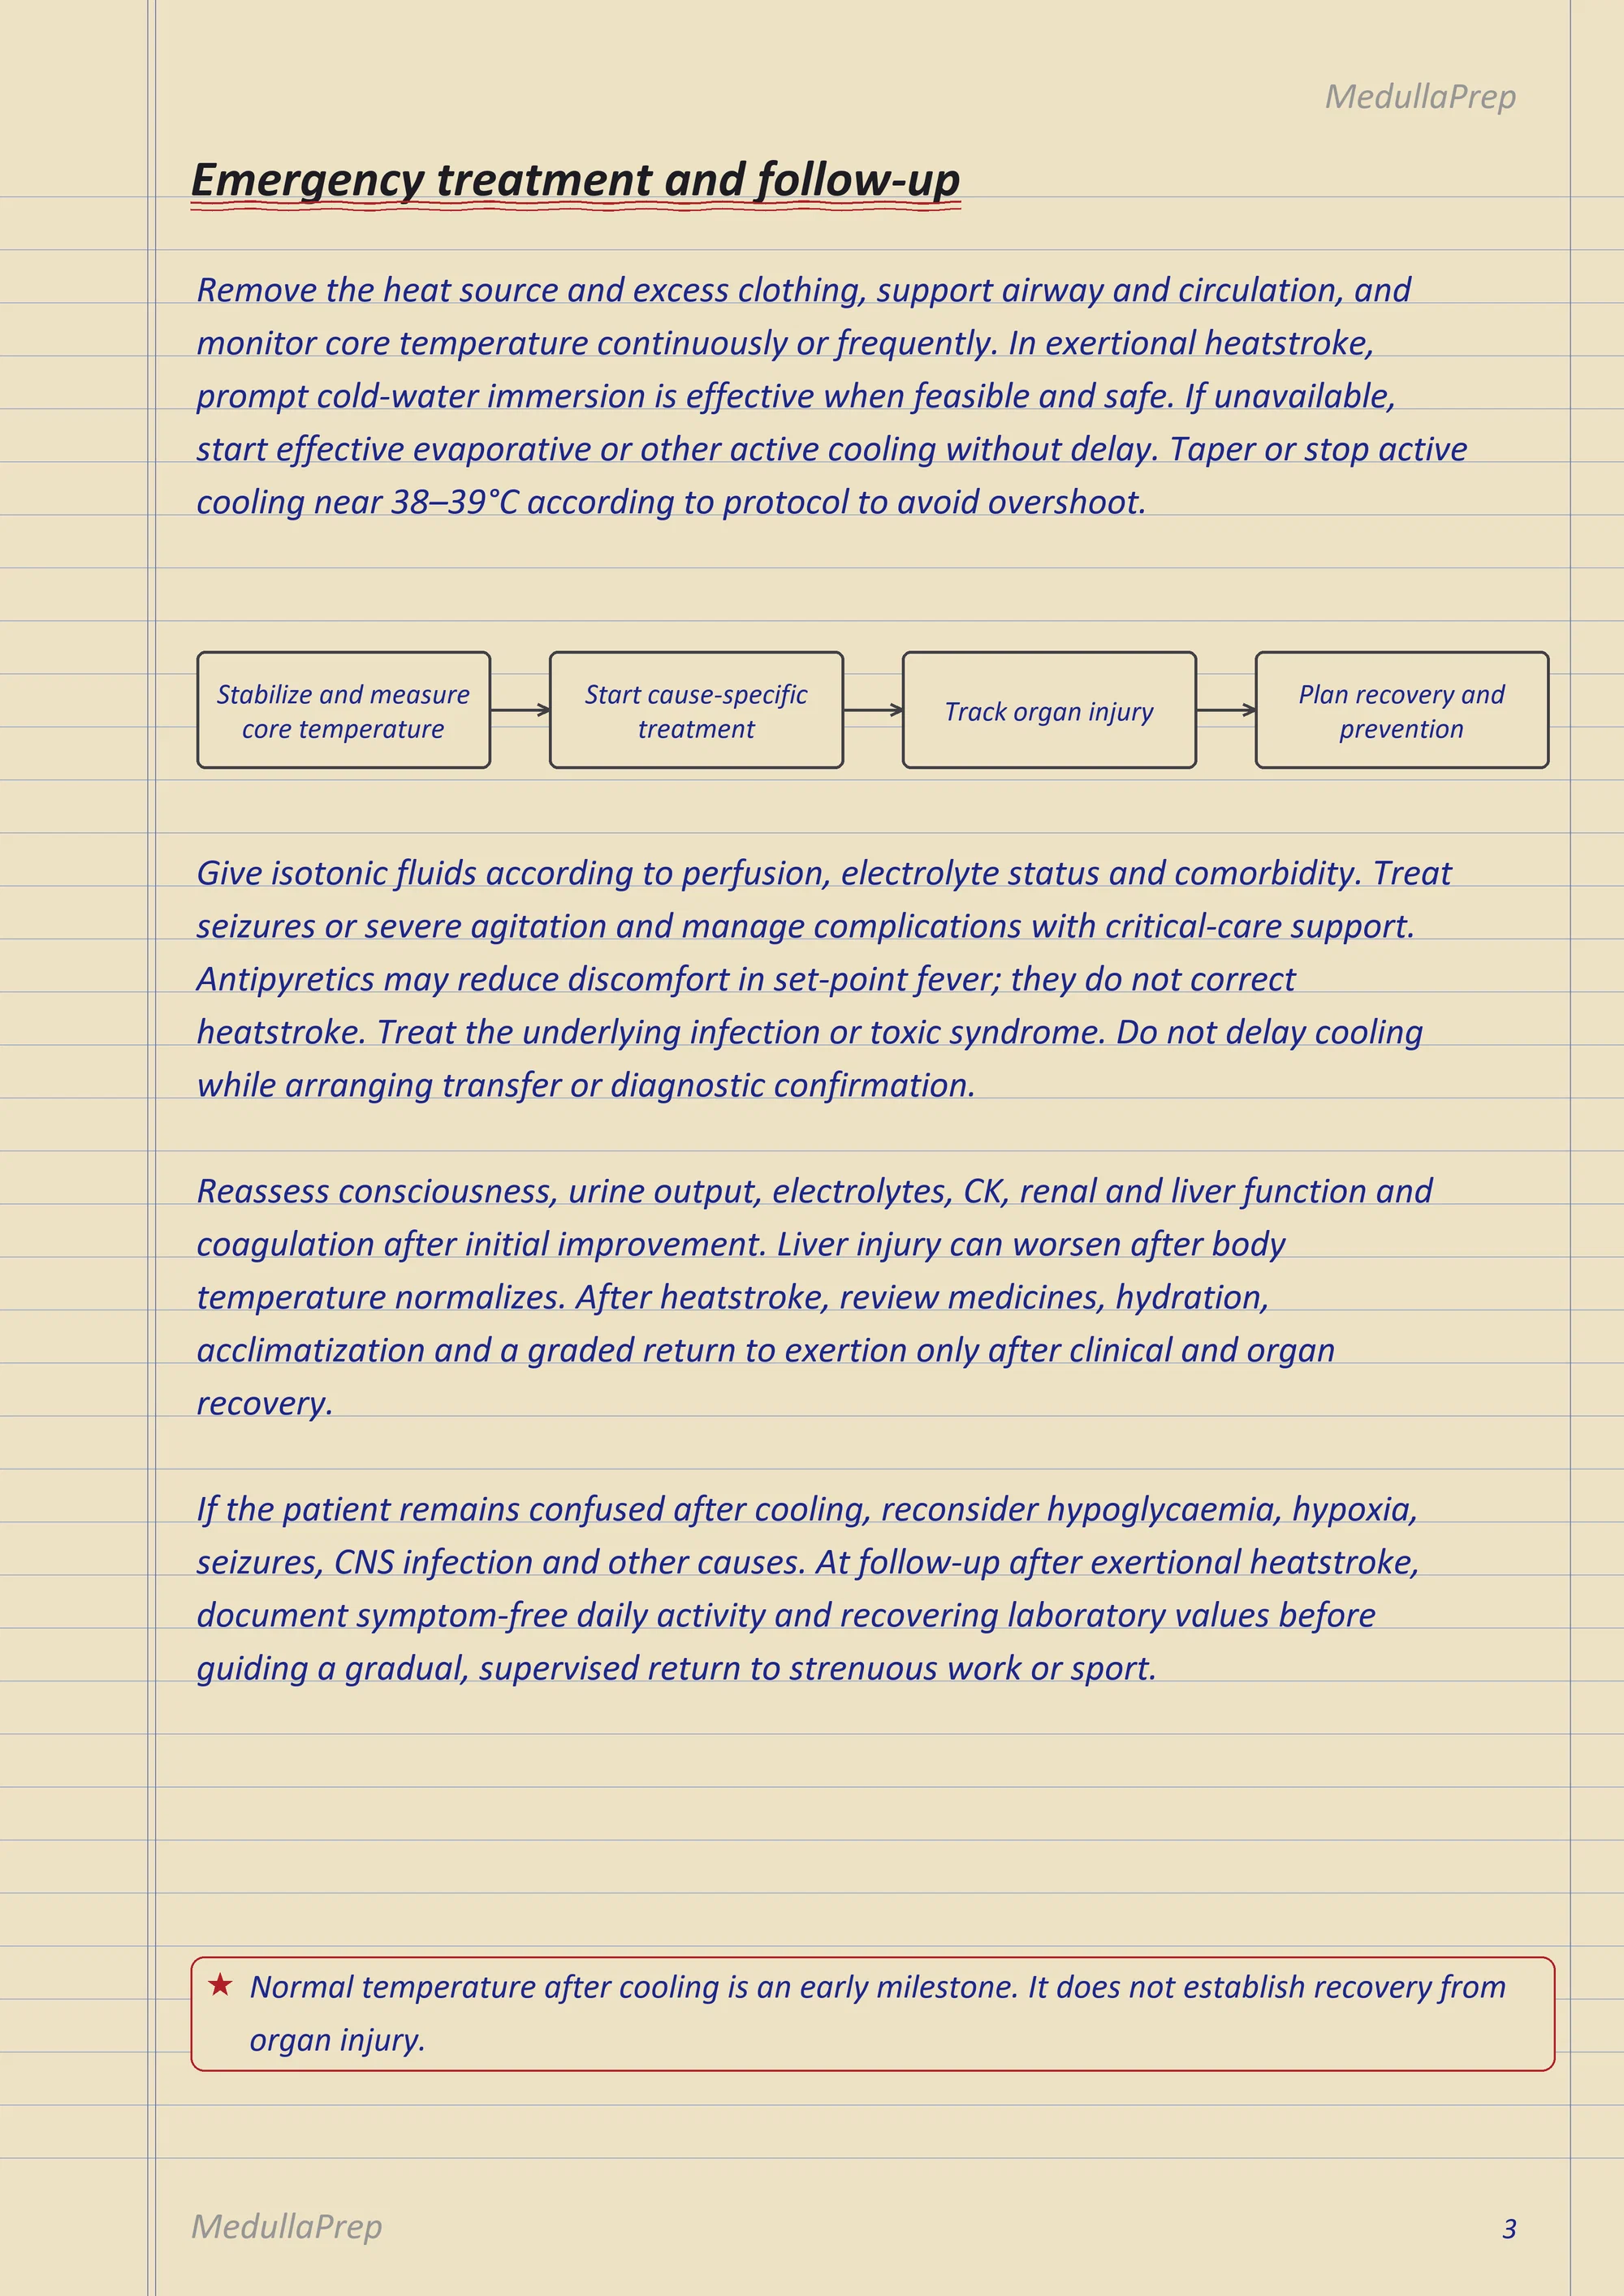 MedullaPrep
Emergency treatment and follow-up
Remove the heat source and excess clothing, support airway and circulation, and
monitor core temperature continuously or frequently. In exertional heatstroke,
prompt cold-water immersion is effective when feasible and safe. If unavailable,
start effective evaporative or other active cooling without delay. Taper or stop active
cooling near 38–39°C according to protocol to avoid overshoot.
Stabilize and measure
core temperature
Start cause-specific
treatment
Track organ injury
Plan recovery and
prevention
Give isotonic fluids according to perfusion, electrolyte status and comorbidity. Treat
seizures or severe agitation and manage complications with critical-care support.
Antipyretics may reduce discomfort in set-point fever; they do not correct
heatstroke. Treat the underlying infection or toxic syndrome. Do not delay cooling
while arranging transfer or diagnostic confirmation.
Reassess consciousness, urine output, electrolytes, CK, renal and liver function and
coagulation after initial improvement. Liver injury can worsen after body
temperature normalizes. After heatstroke, review medicines, hydration,
acclimatization and a graded return to exertion only after clinical and organ
recovery.
If the patient remains confused after cooling, reconsider hypoglycaemia, hypoxia,
seizures, CNS infection and other causes. At follow-up after exertional heatstroke,
document symptom-free daily activity and recovering laboratory values before
guiding a gradual, supervised return to strenuous work or sport.
★ Normal temperature after cooling is an early milestone. It does not establish recovery from
organ injury.
MedullaPrep
3